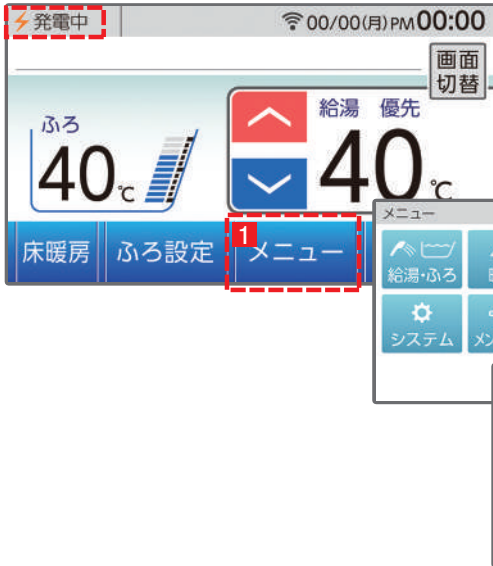 発電中
00/00(月) PM 00:00
画面
切替
ふろ
40℃
給湯 優先
40℃
床暖房
ふろ設定
1
メニュー
メニュー
給湯・ふろ
システム